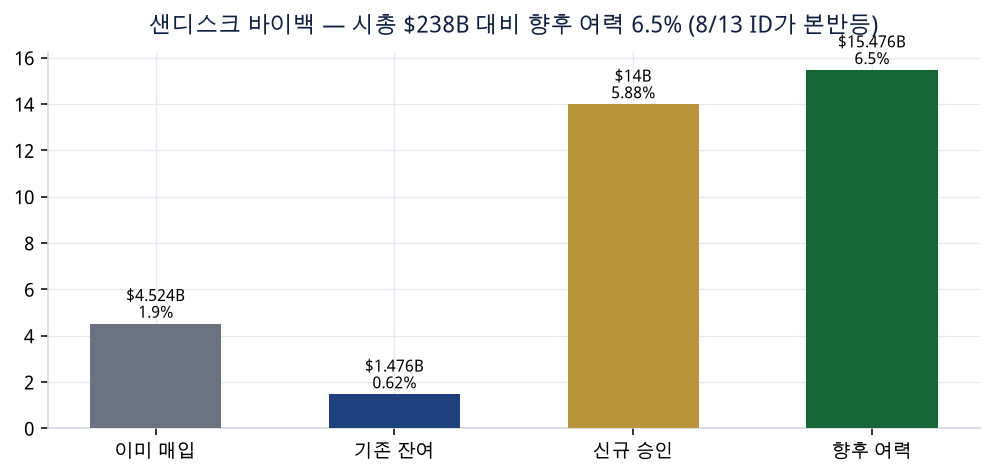 샌디스크 바이백 — 시총 $238B 대비 향후 여력 6.5% (8/13 ID가 본반등)
16
14
12
10
8
6
4
2
0
$4.524B
1.9%
$1.476B
0.62%
$14B
5.88%
$15.476B
6.5%
이미 매입
기존 잔여
신규 승인
향후 여력